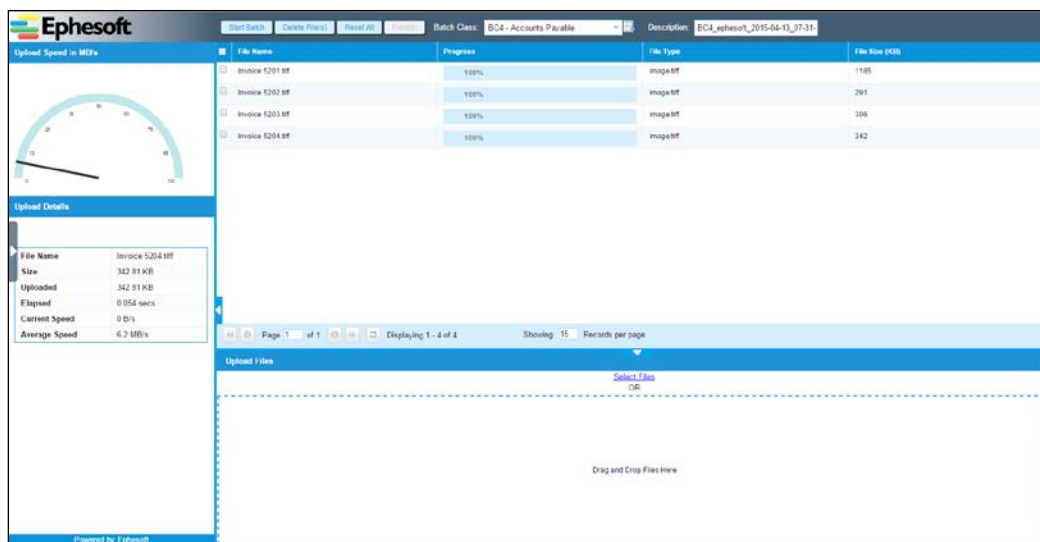 Ephesoft
Start Batch Delete File(s) Reset All Batch Class: BC4 - Accounts Payable Description: BC4_ephesoft_2015-04-13_07-31-
Upload Speed in MB/s
File Name Progress File Type File Size (KB)
Invoice 5201.tiff 100% image/tiff 1185
Invoice 5202.tiff 100% image/tiff 291
Invoice 5203.tiff 100% image/tiff 306
Invoice 5204.tiff 100% image/tiff 342
0 100
Upload Details
File Name Invoice 5204.tiff
Size 342.81 KB
Uploaded 342.81 KB
Elapsed 0.054 secs
Current Speed 0 B/s
Average Speed 6.2 MB/s
Page 1 of 1 Displaying 1 - 4 of 4 Showing 15 Records per page
Upload Files
Select Files
OR
Drag and Drop Files Here
Powered by Ephesoft